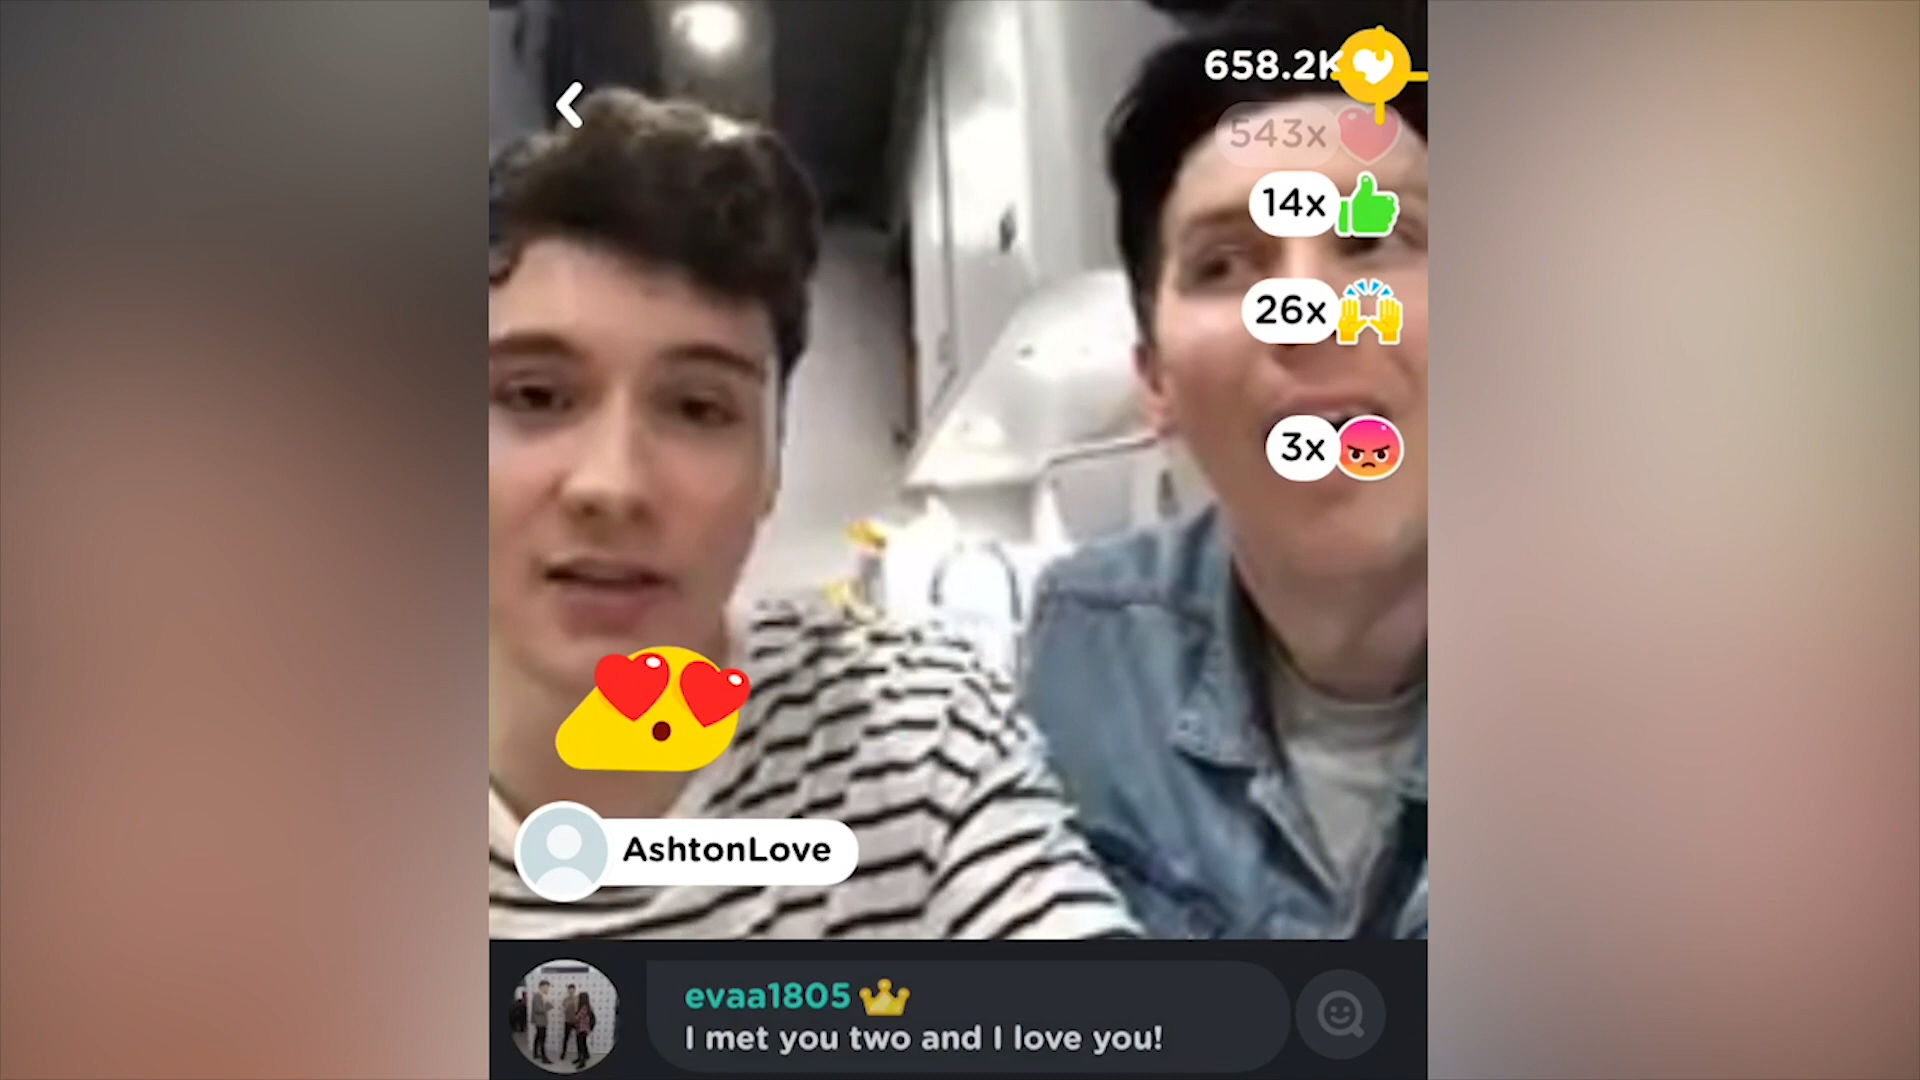 658.2K
543x
14x
26x
3x
AshtonLove
evaa1805
I met you two and I love you!